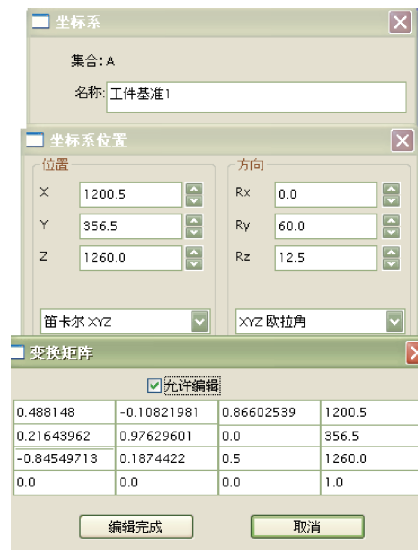 坐标系
集合: A
名称: 工件基准1
坐标系位置
位置 方向
X 1200.5 Rx 0.0
Y 356.5 Ry 60.0
Z 1260.0 Rz 12.5
笛卡尔 XYZ XYZ 欧拉角
变换矩阵
允许编辑
0.488148 -0.10821981 0.86602539 1200.5
0.21643962 0.97629601 0.0 356.5
-0.84549713 0.1874422 0.5 1260.0
0.0 0.0 0.0 1.0
编辑完成 取消